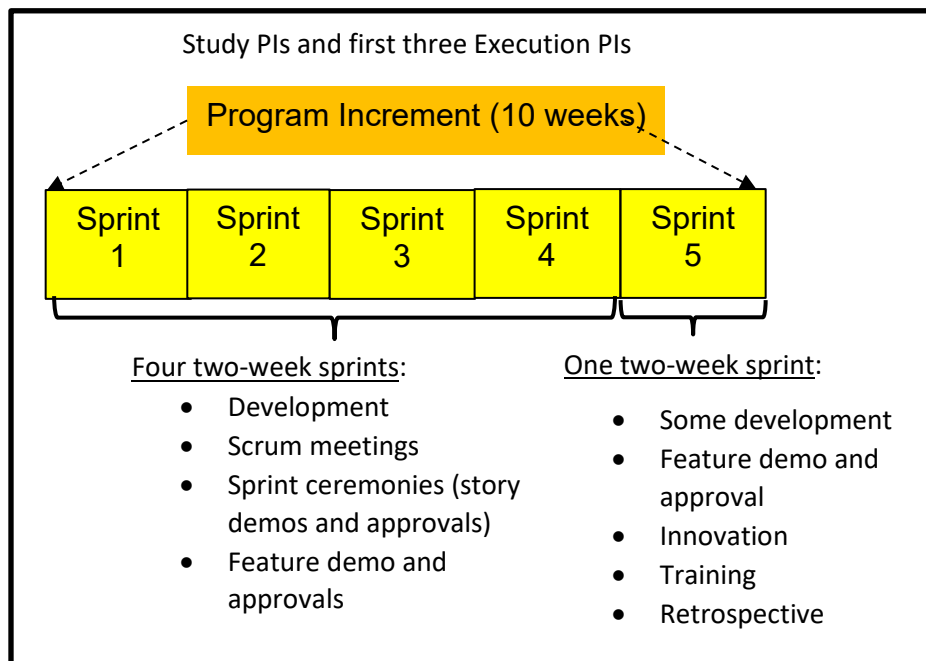 Study PIs and first three Execution PIs
Program Increment (10 weeks)
Sprint
1
Sprint
2
Sprint
3
Sprint
4
Sprint
5
Four two-week sprints:
• Development
• Scrum meetings
• Sprint ceremonies (story
demos and approvals)
• Feature demo and
approvals
One two-week sprint:
• Some development
• Feature demo and
approval
• Innovation
• Training
• Retrospective